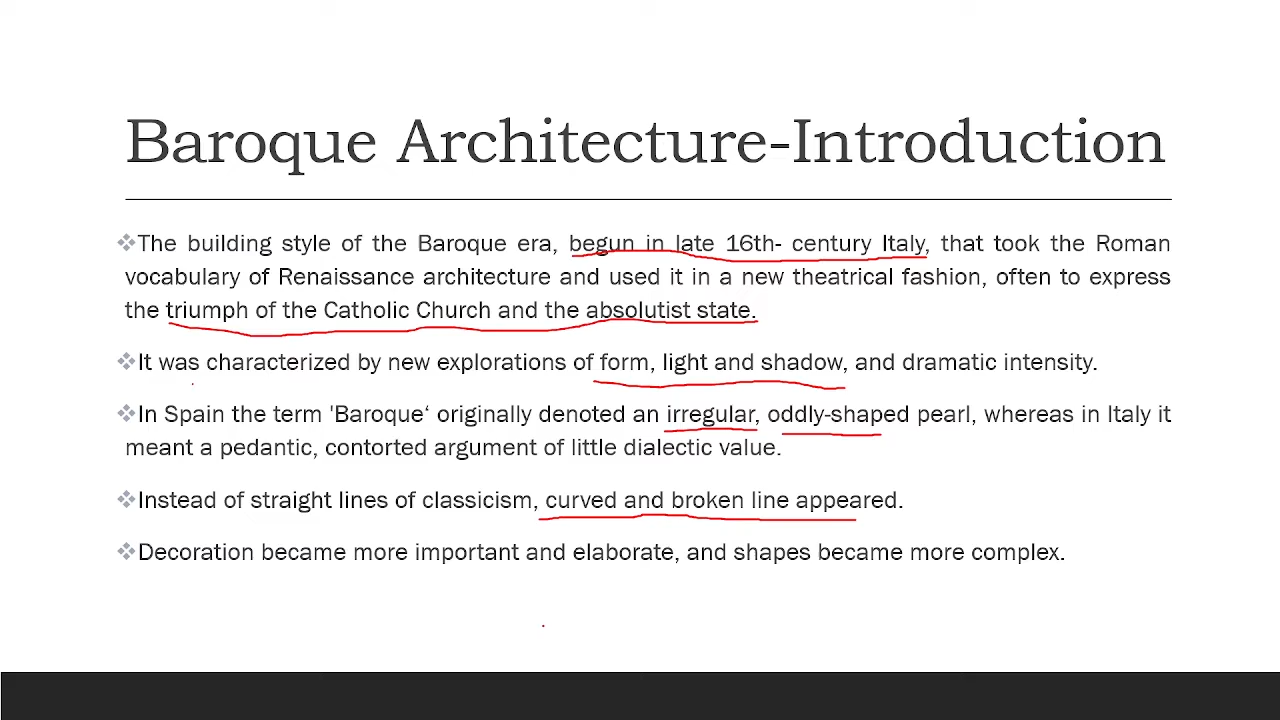 Baroque Architecture-Introduction
❖The building style of the Baroque era, begun in late 16th- century Italy, that took the Roman
vocabulary of Renaissance architecture and used it in a new theatrical fashion, often to express
the triumph of the Catholic Church and the absolutist state.
❖It was characterized by new explorations of form, light and shadow, and dramatic intensity.
❖In Spain the term 'Baroque‘ originally denoted an irregular, oddly-shaped pearl, whereas in Italy it
meant a pedantic, contorted argument of little dialectic value.
❖Instead of straight lines of classicism, curved and broken line appeared.
❖Decoration became more important and elaborate, and shapes became more complex.